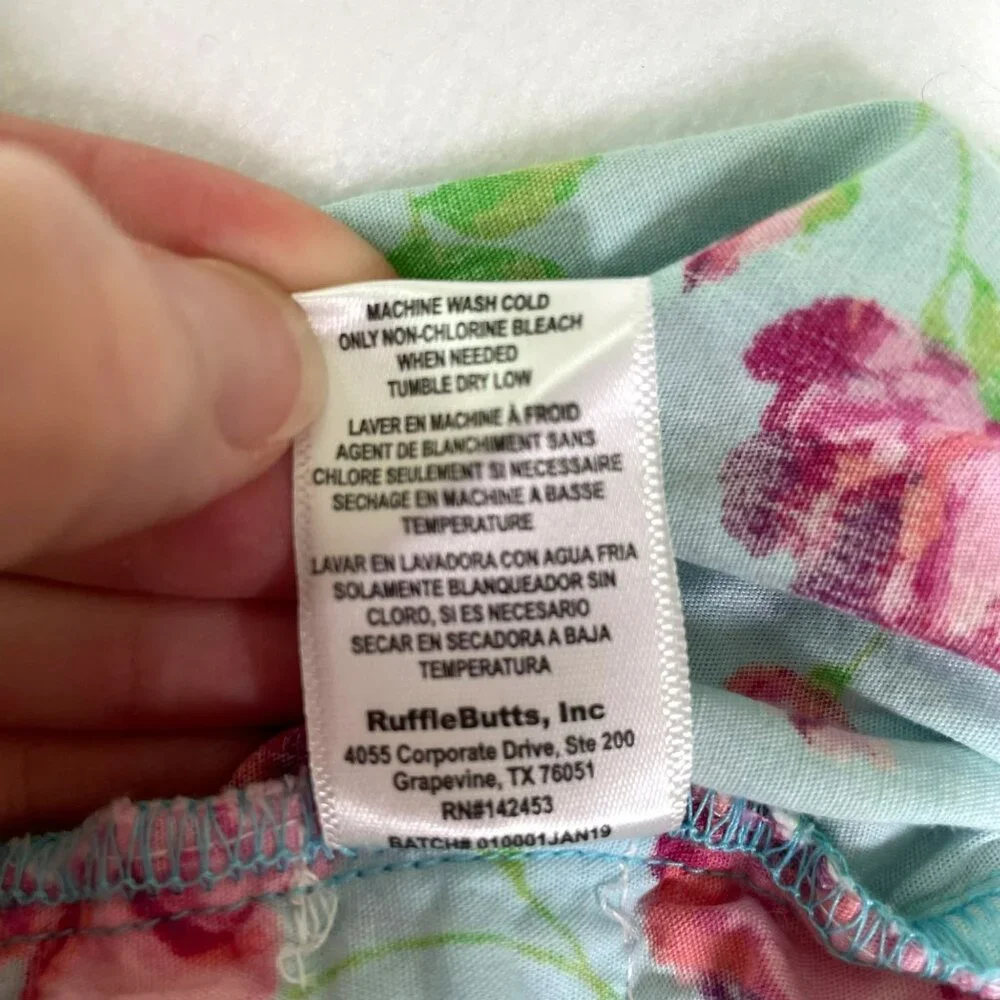 MACHINE WASH COLD
ONLY NON-CHLORINE BLEACH
WHEN NEEDED
TUMBLE DRY LOW
LAVER EN MACHINE À FROID
AGENT DE BLANCHIMENT SANS
CHLORE SEULEMENT SI NECESSAIRE
SECHAGE EN MACHINE A BASSE
TEMPERATURE
LAVAR EN LAVADORA CON AGUA FRIA
SOLAMENTE BLANQUEADOR SIN
CLORO, SI ES NECESARIO
SECAR EN SECADORA A BAJA
TEMPERATURA
RuffleButts, Inc
4055 Corporate Drive, Ste 200
Grapevine, TX 76051
RN#142453
BATCH# 010001JAN19